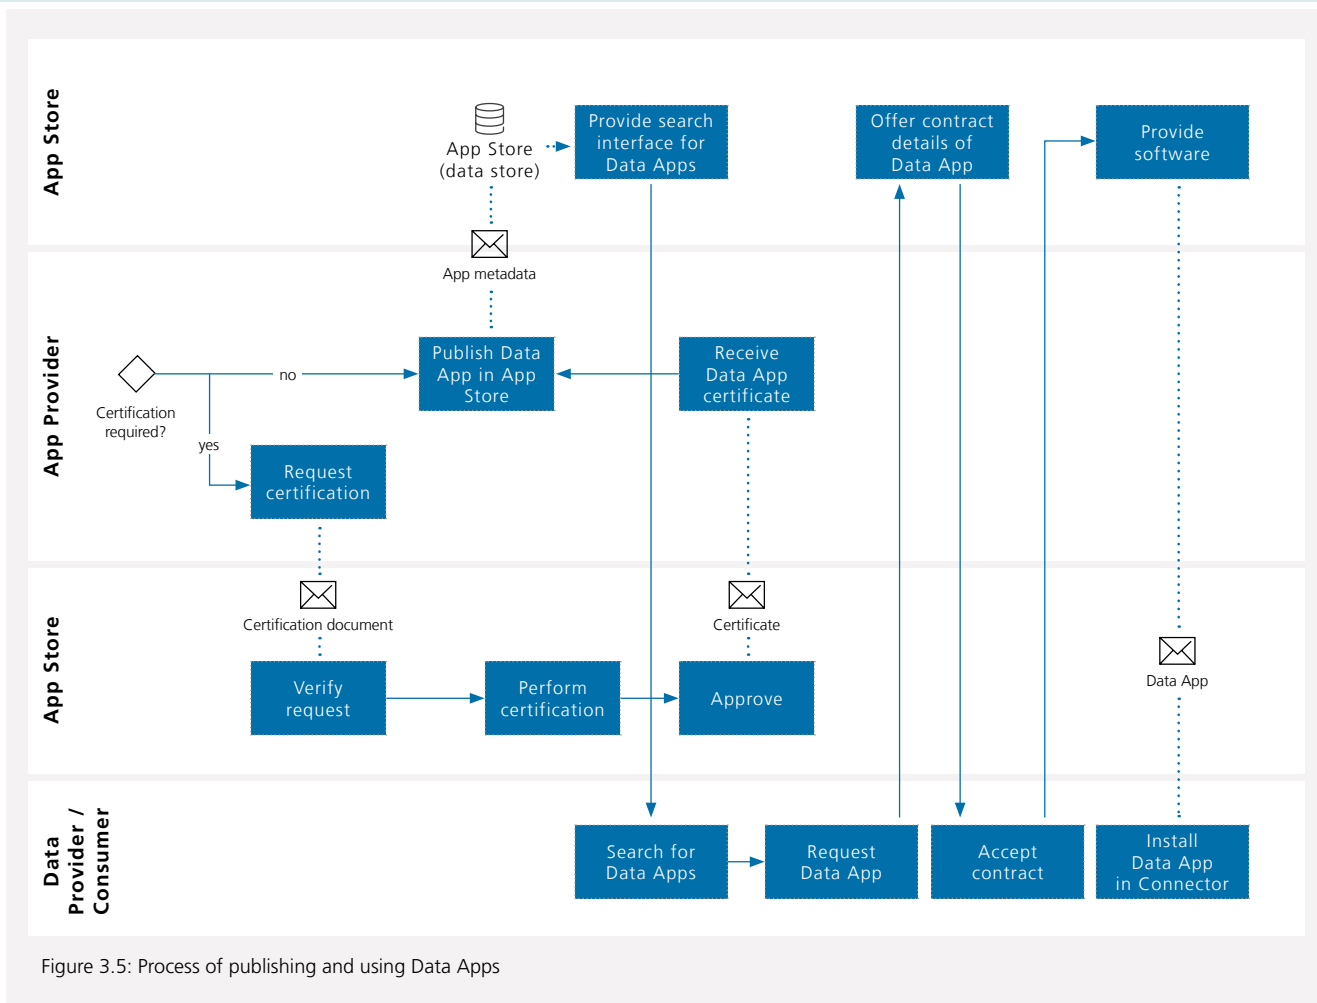 App Store
App Store
(data store)
Provide search
interface for
Data Apps
Offer contract
details of
Data App
Provide
software
App metadata
App Provider
Certification
required?
no
yes
Publish Data
App in App
Store
Receive
Data App
certificate
Request
certification
App Store
Certification document
Certificate
Data App
Verify
request
Perform
certification
Approve
Data
Provider /
Consumer
Search for
Data Apps
Request
Data App
Accept
contract
Install
Data App
in Connector
Figure 3.5: Process of publishing and using Data Apps